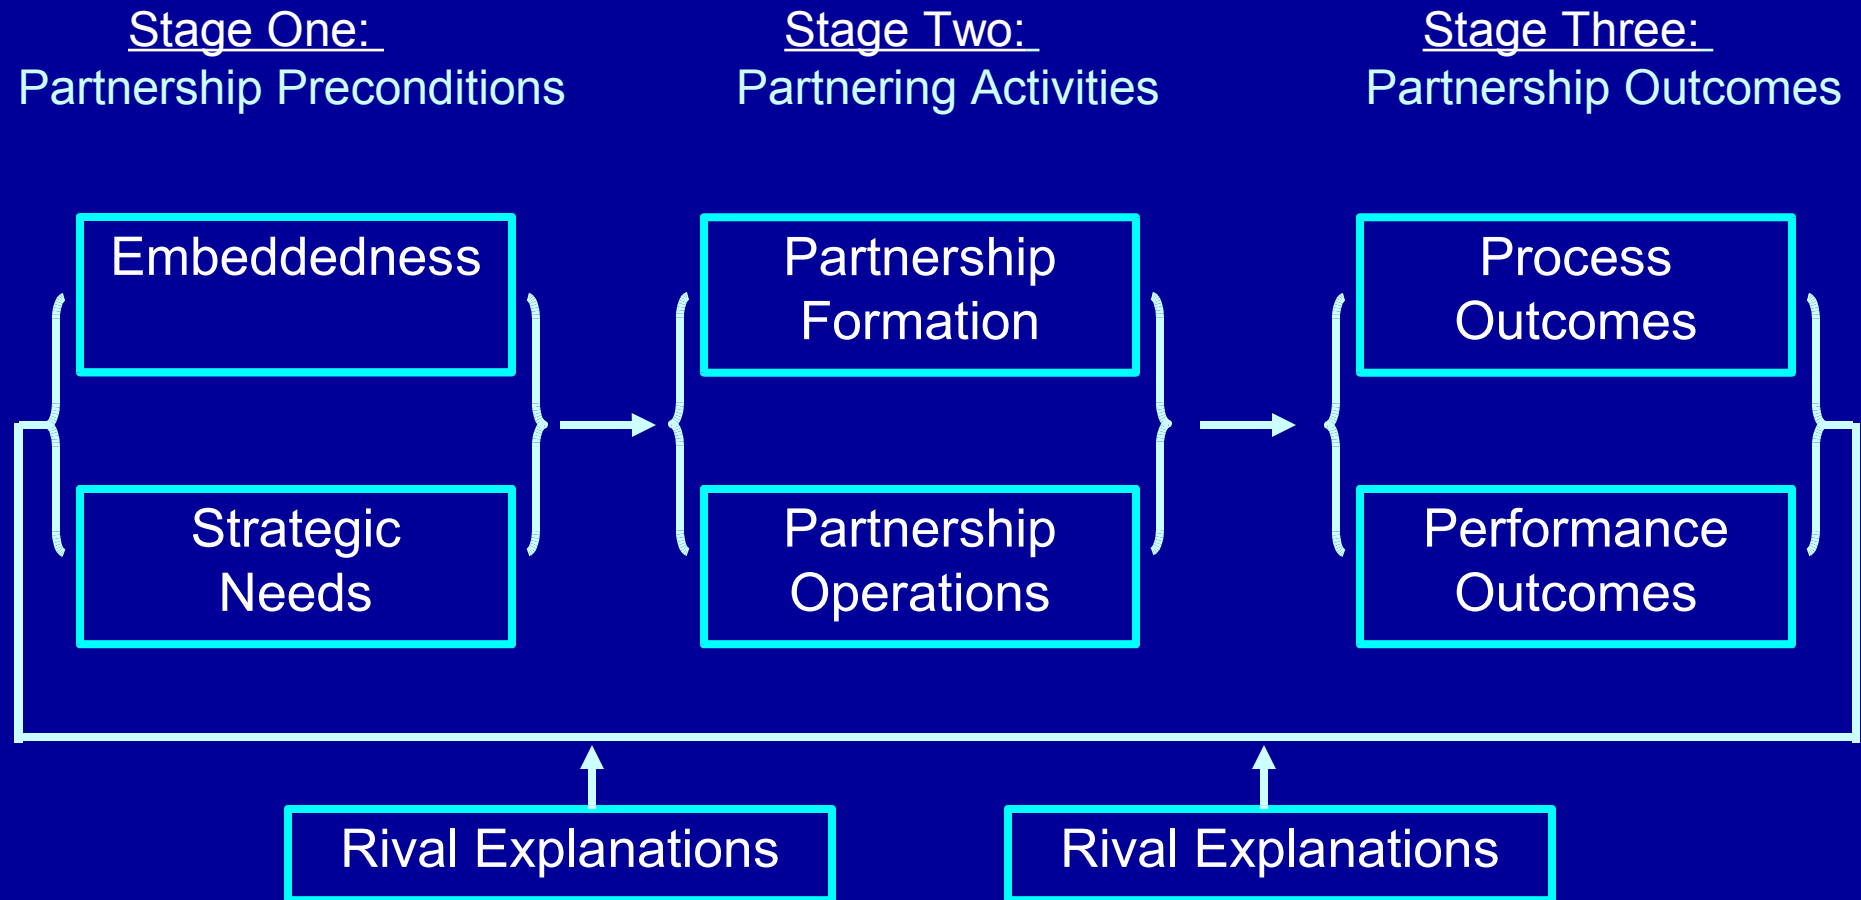 Stage One:
Partnership Preconditions
Stage Two:
Partnering Activities
Stage Three:
Partnership Outcomes
Embeddedness
Strategic
Needs
Partnership
Formation
Partnership
Operations
Process
Outcomes
Performance
Outcomes
Rival Explanations
Rival Explanations